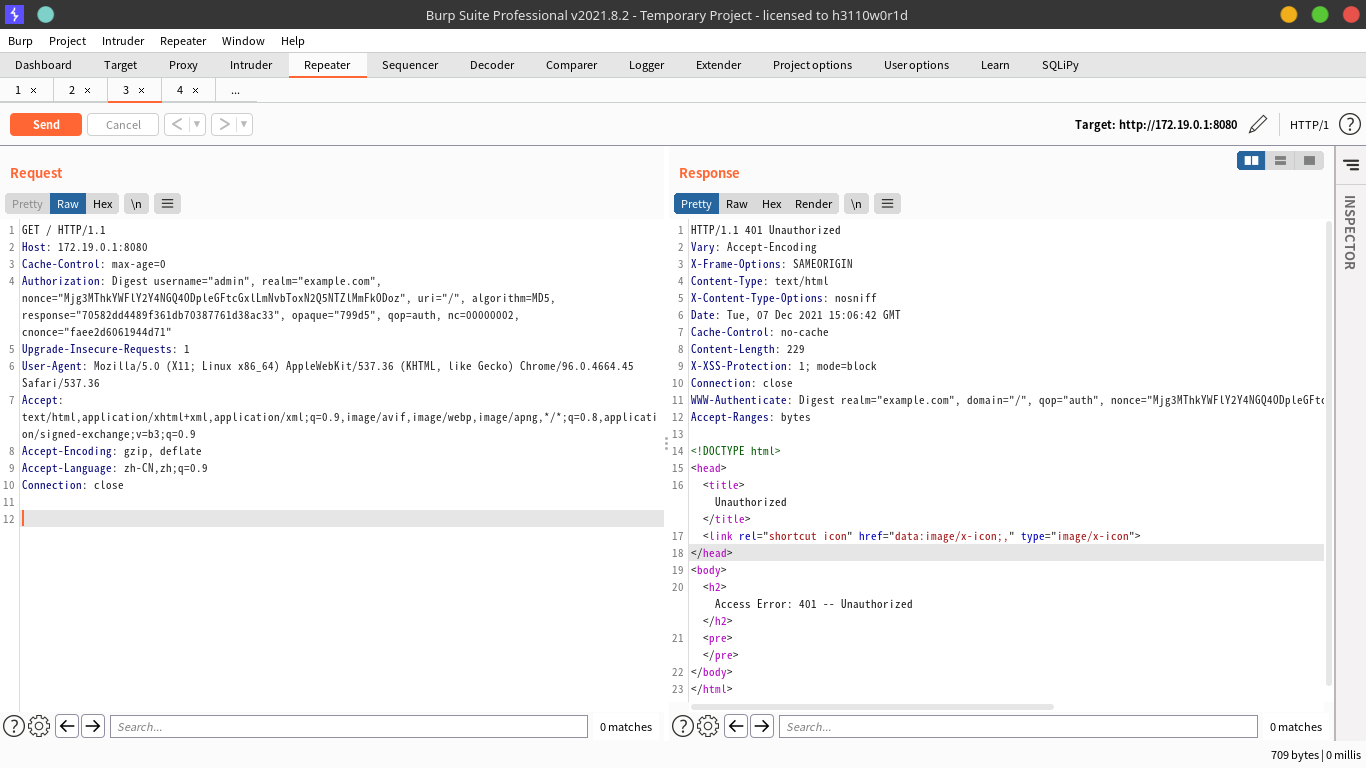 Burp Suite Professional v2021.8.2 - Temporary Project - licensed to h3110w0r1d
Burp Project Intruder Repeater Window Help
Dashboard Target Proxy Intruder Repeater Sequencer Decoder Comparer Logger Extender Project options User options Learn SQLiPy
1 × 2 × 3 × 4 × ...
Send Cancel < > Target: http://172.19.0.1:8080 HTTP/1 ?
Request
Pretty Raw Hex \n
1 GET / HTTP/1.1
2 Host: 172.19.0.1:8080
3 Cache-Control: max-age=0
4 Authorization: Digest username="admin", realm="example.com",
nonce="Mjg3MThkYWFlY2Y4NGQ4ODpleGFtcGxlLmNvbToxN2Q5NTZlMmFkODoz", uri="/", algorithm=MD5,
response="70582dd4489f361db70387761d38ac33", opaque="799d5", qop=auth, nc=00000002,
cnonce="faee2d6061944d71"
5 Upgrade-Insecure-Requests: 1
6 User-Agent: Mozilla/5.0 (X11; Linux x86_64) AppleWebKit/537.36 (KHTML, like Gecko) Chrome/96.0.4664.45
Safari/537.36
7 Accept:
text/html,application/xhtml+xml,application/xml;q=0.9,image/avif,image/webp,image/apng,*/*;q=0.8,applicati
on/signed-exchange;v=b3;q=0.9
8 Accept-Encoding: gzip, deflate
9 Accept-Language: zh-CN,zh;q=0.9
10 Connection: close
11
12
? Search... 0 matches
Response
Pretty Raw Hex Render \n
1 HTTP/1.1 401 Unauthorized
2 Vary: Accept-Encoding
3 X-Frame-Options: SAMEORIGIN
4 Content-Type: text/html
5 X-Content-Type-Options: nosniff
6 Date: Tue, 07 Dec 2021 15:06:42 GMT
7 Cache-Control: no-cache
8 Content-Length: 229
9 X-XSS-Protection: 1; mode=block
10 Connection: close
11 WWW-Authenticate: Digest realm="example.com", domain="/", qop="auth", nonce="Mjg3MThkYWFlY2Y4NGQ4ODpleGFtc
12 Accept-Ranges: bytes
13
14 <!DOCTYPE html>
15 <head>
16 <title>
Unauthorized
</title>
17 <link rel="shortcut icon" href="data:image/x-icon;," type="image/x-icon">
18 </head>
19 <body>
20 <h2>
Access Error: 401 -- Unauthorized
</h2>
21 <pre>
</pre>
22 </body>
23 </html>
? Search... 0 matches
INSPECTOR
709 bytes | 0 millis